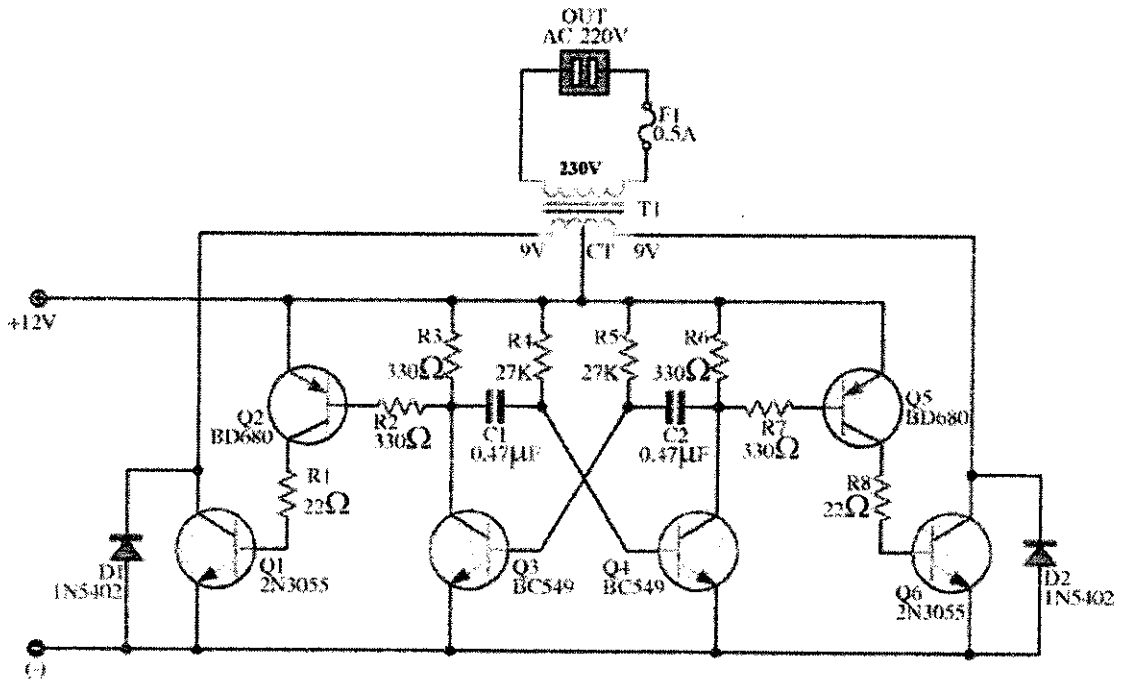 OUT
AC 220V
F1
0.5A
230V
T1
9V
CT
9V
+12V
R3
330Ω
R4
27K
R5
27K
R6
330Ω
Q2
BD680
R2
330Ω
C1
0.47µF
C2
0.47µF
R7
330Ω
Q5
BD680
R1
22Ω
R8
22Ω
D1
1N5402
Q1
2N3055
Q3
BC549
Q4
BC549
Q6
2N3055
D2
1N5402
(-)